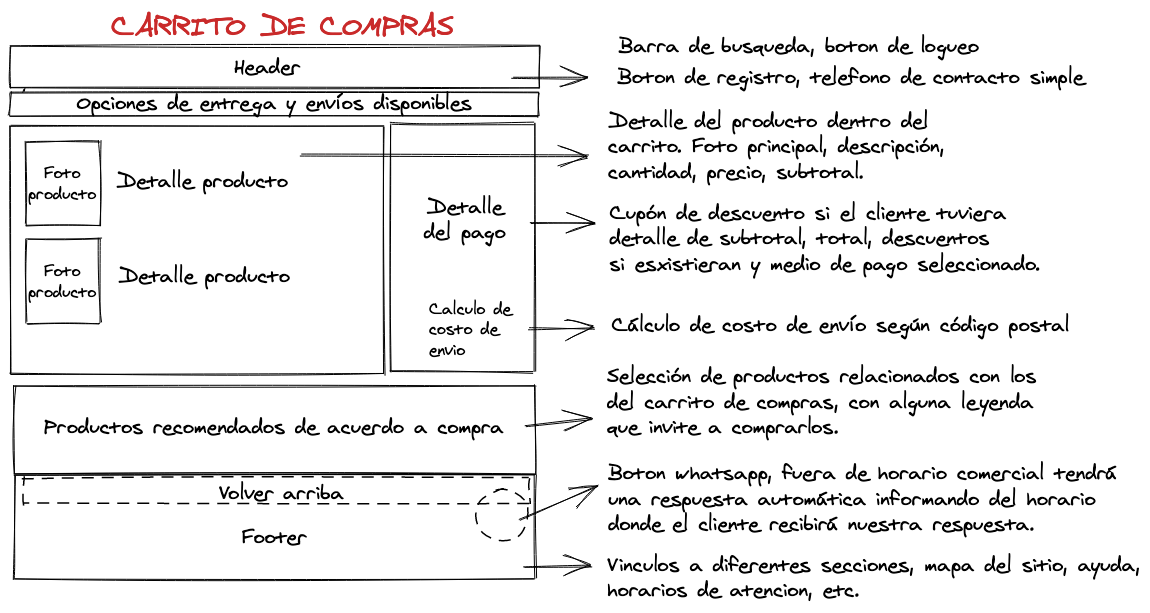 CARRITO DE COMPRAS
Header
Barra de busqueda, boton de logueo
Boton de registro, telefono de contacto simple
Opciones de entrega y envíos disponibles
Foto
producto
Detalle producto
Foto
producto
Detalle producto
Detalle del producto dentro del
carrito. Foto principal, descripción,
cantidad, precio, subtotal.
Detalle
del pago
Cupón de descuento si el cliente tuviera
detalle de subtotal, total, descuentos
si esxistieran y medio de pago seleccionado.
Calculo de
costo de
envio
Cálculo de costo de envío según código postal
Productos recomendados de acuerdo a compra
Selección de productos relacionados con los
del carrito de compras, con alguna leyenda
que invite a comprarlos.
Volver arriba
Boton whatsapp, fuera de horario comercial tendrá
una respuesta automática informando del horario
donde el cliente recibirá nuestra respuesta.
Footer
Vinculos a diferentes secciones, mapa del sitio, ayuda,
horarios de atencion, etc.